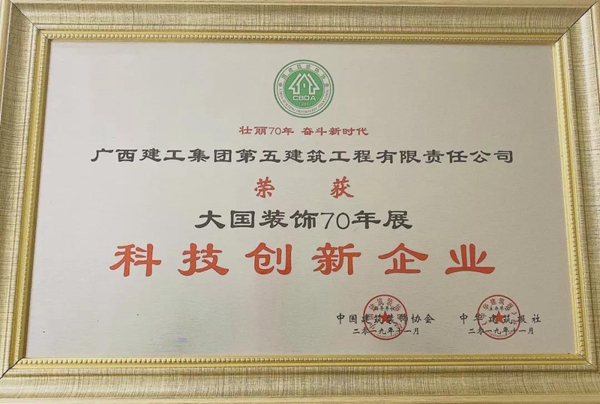 CBDA
壮丽70年 奋斗新时代
广西建工集团第五建筑工程有限责任公司
荣获
大国装饰70年展
科技创新企业
中国建筑装饰协会
二〇一九年十一月
中华建筑报社
二〇一九年十一月